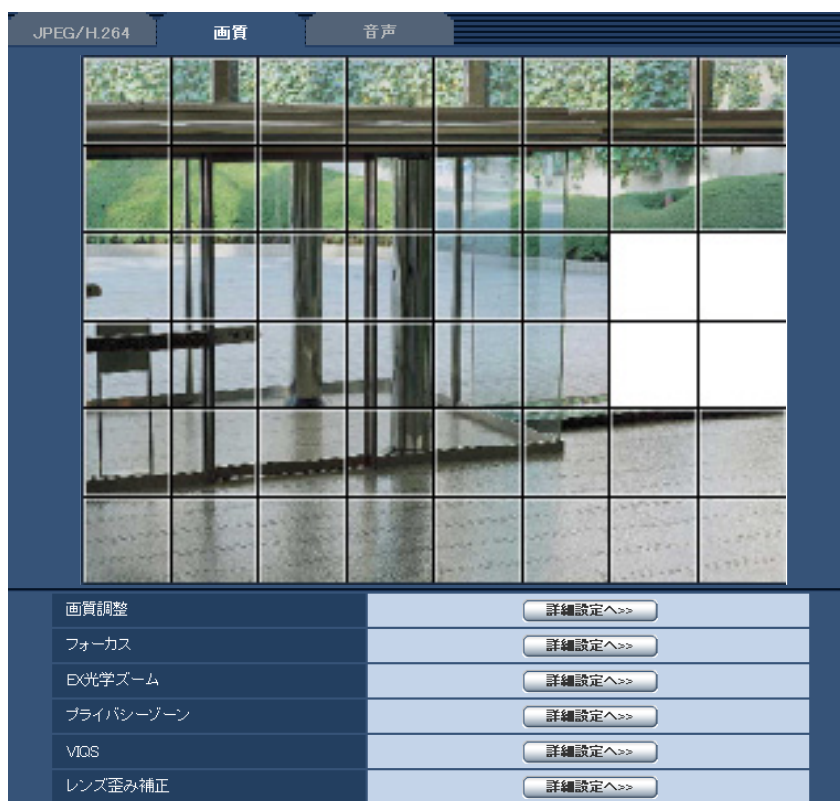 JPEG/H.264 画質 音声
画質調整 詳細設定へ>>
フォーカス 詳細設定へ>>
EX光学ズーム 詳細設定へ>>
プライバシーゾーン 詳細設定へ>>
VIQS 詳細設定へ>>
レンズ歪み補正 詳細設定へ>>